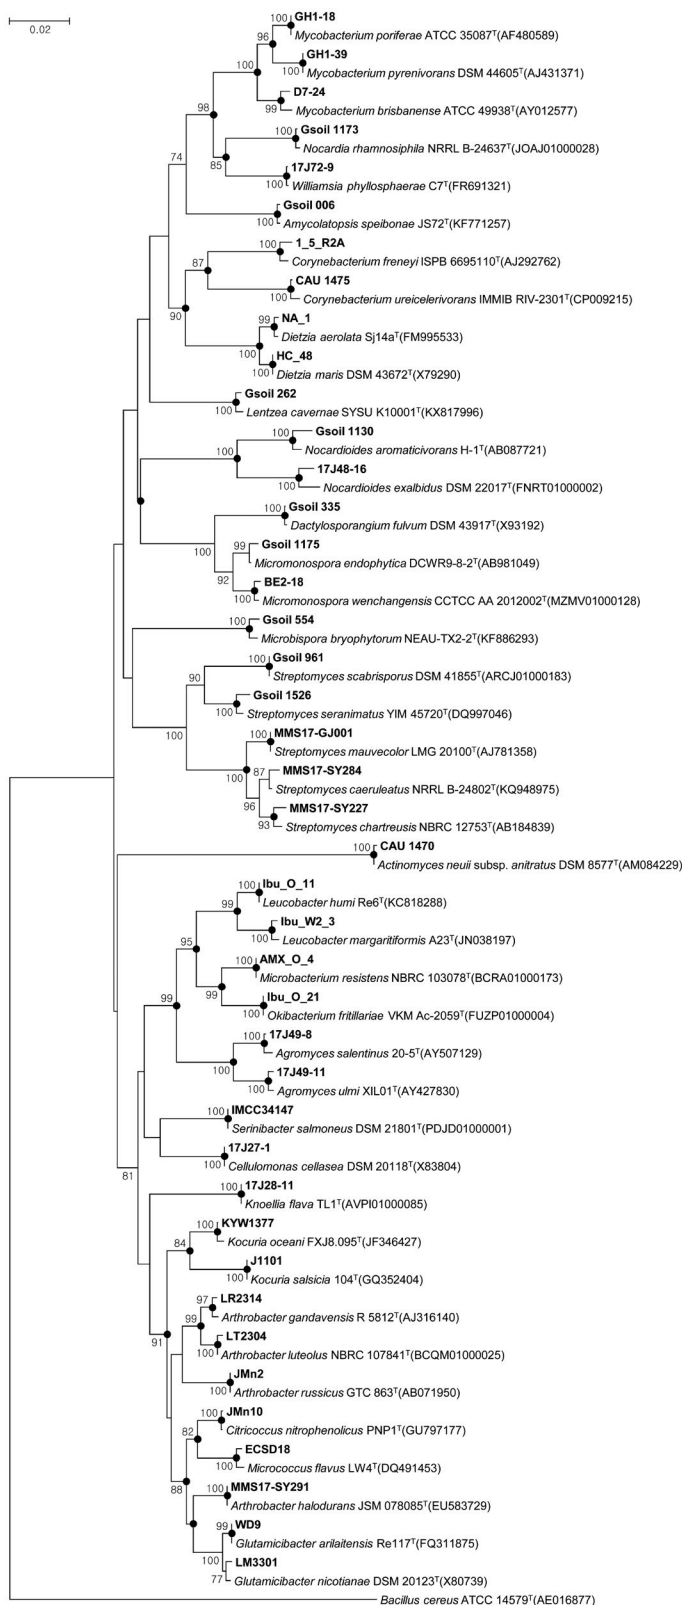 0.02
100
GH1-18
96
Mycobacterium poriferae ATCC 35087T(AF480589)
GH1-39
100
100
Mycobacterium pyrenivorans DSM 44605T(AJ431371)
D7-24
98
99
Mycobacterium brisbanense ATCC 49938T(AY012577)
100
Gsoil 1173
Nocardia rhamnosiphila NRRL B-24637T(JOAJ01000028)
74
85
17J72-9
100
Williamsia phyllosphaerae C7T(FR691321)
Gsoil 006
100
Amycolatopsis speibonae JS72T(KF771257)
100
1_5_R2A
87
Corynebacterium freneyi ISPB 6695110T(AJ292762)
CAU 1475
100
Corynebacterium ureicelerivorans IMMIB RIV-2301T(CP009215)
90
99
NA_1
Dietzia aerolata Sj14aT(FM995533)
100
HC_48
100
Dietzia maris DSM 43672T(X79290)
Gsoil 262
100
Lentzea cavernae SYSU K10001T(KX817996)
100
Gsoil 1130
100
Nocardioides aromaticivorans H-1T(AB087721)
17J48-16
100
Nocardioides exalbidus DSM 22017T(FNRT01000002)
100
Gsoil 335
Dactylosporangium fulvum DSM 43917T(X93192)
100
99
Gsoil 1175
Micromonospora endophytica DCWR9-8-2T(AB981049)
92
BE2-18
100
Micromonospora wenchangensis CCTCC AA 2012002T(MZMV01000128)
100
Gsoil 554
Microbispora bryophytorum NEAU-TX2-2T(KF886293)
100
Gsoil 961
90
Streptomyces scabrisporus DSM 41855T(ARCJ01000183)
Gsoil 1526
100
Streptomyces seranimatus YIM 45720T(DQ997046)
100
100
MMS17-GJ001
Streptomyces mauvecolor LMG 20100T(AJ781358)
100
87
MMS17-SY284
Streptomyces caeruleatus NRRL B-24802T(KQ948975)
96
MMS17-SY227
93
Streptomyces chartreusis NBRC 12753T(AB184839)
100
CAU 1470
Actinomyces neuii subsp. anitratus DSM 8577T(AM084229)
100
Ibu_O_11
99
Leucobacter humi Re6T(KC818288)
Ibu_W2_3
95
100
Leucobacter margaritiformis A23T(JN038197)
100
AMX_O_4
Microbacterium resistens NBRC 103078T(BCRA01000173)
99
99
Ibu_O_21
100
Okibacterium fritillariae VKM Ac-2059T(FUZP01000004)
100
17J49-8
Agromyces salentinus 20-5T(AY507129)
100
17J49-11
100
Agromyces ulmi XIL01T(AY427830)
100
IMCC34147
Serinibacter salmoneus DSM 21801T(PDJD01000001)
17J27-1
100
Cellulomonas cellasea DSM 20118T(X83804)
81
100
17J28-11
Knoellia flava TL1T(AVPI01000085)
100
KYW1377
84
Kocuria oceani FXJ8.095T(JF346427)
J1101
100
Kocuria salsicia 104T(GQ352404)
97
LR2314
99
Arthrobacter gandavensis R 5812T(AJ316140)
91
LT2304
100
Arthrobacter luteolus NBRC 107841T(BCQM01000025)
JMn2
100
Arthrobacter russicus GTC 863T(AB071950)
100
JMn10
82
Citricoccus nitrophenolicus PNP1T(GU797177)
ECSD18
100
Micrococcus flavus LW4T(DQ491453)
88
100
MMS17-SY291
Arthrobacter halodurans JSM 078085T(EU583729)
99
WD9
Glutamicibacter arilaitensis Re117T(FQ311875)
100
LM3301
77
Glutamicibacter nicotianae DSM 20123T(X80739)
Bacillus cereus ATCC 14579T(AE016877)